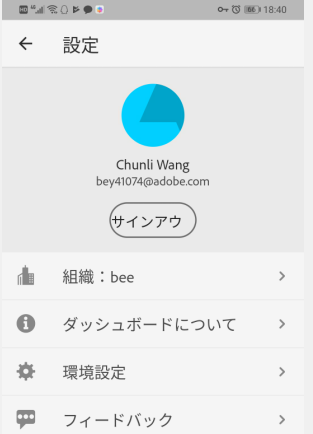 HD 66 18:40
設定
Chunli Wang
bey41074@adobe.com
サインアウ
組織：bee
ダッシュボードについて
環境設定
フィードバック